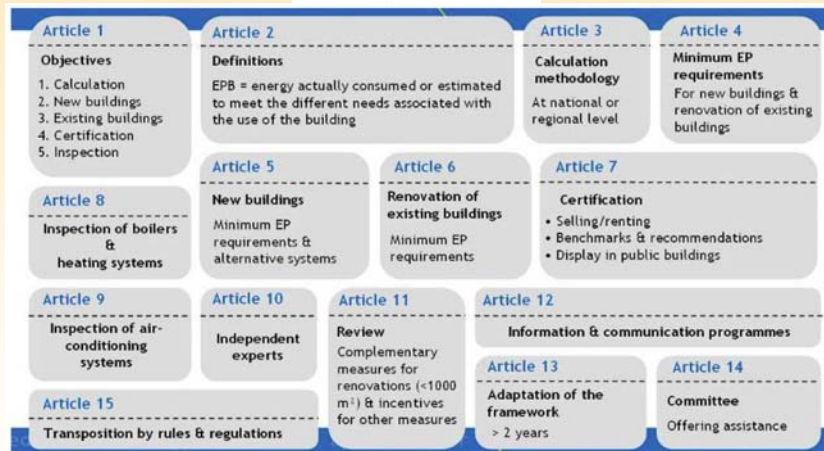 Article 1
Objectives
1. Calculation
2. New buildings
3. Existing buildings
4. Certification
5. Inspection
Article 2
Definitions
EPB = energy actually consumed or estimated
to meet the different needs associated with
the use of the building
Article 3
Calculation
methodology
At national or
regional level
Article 4
Minimum EP
requirements
For new buildings &
renovation of existing
buildings
Article 5
New buildings
Minimum EP
requirements &
alternative systems
Article 6
Renovation of
existing buildings
Minimum EP
requirements
Article 7
Certification
• Selling/renting
• Benchmarks & recommendations
• Display in public buildings
Article 8
Inspection of boilers
&
heating systems
Article 9
Inspection of air-
conditioning
systems
Article 10
Independent
experts
Article 11
Review
Complementary
measures for
renovations (<1000
m²) & incentives
for other measures
Article 12
Information & communication programmes
Article 13
Adaptation of the
framework
> 2 years
Article 14
Committee
Offering assistance
Article 15
Transposition by rules & regulations